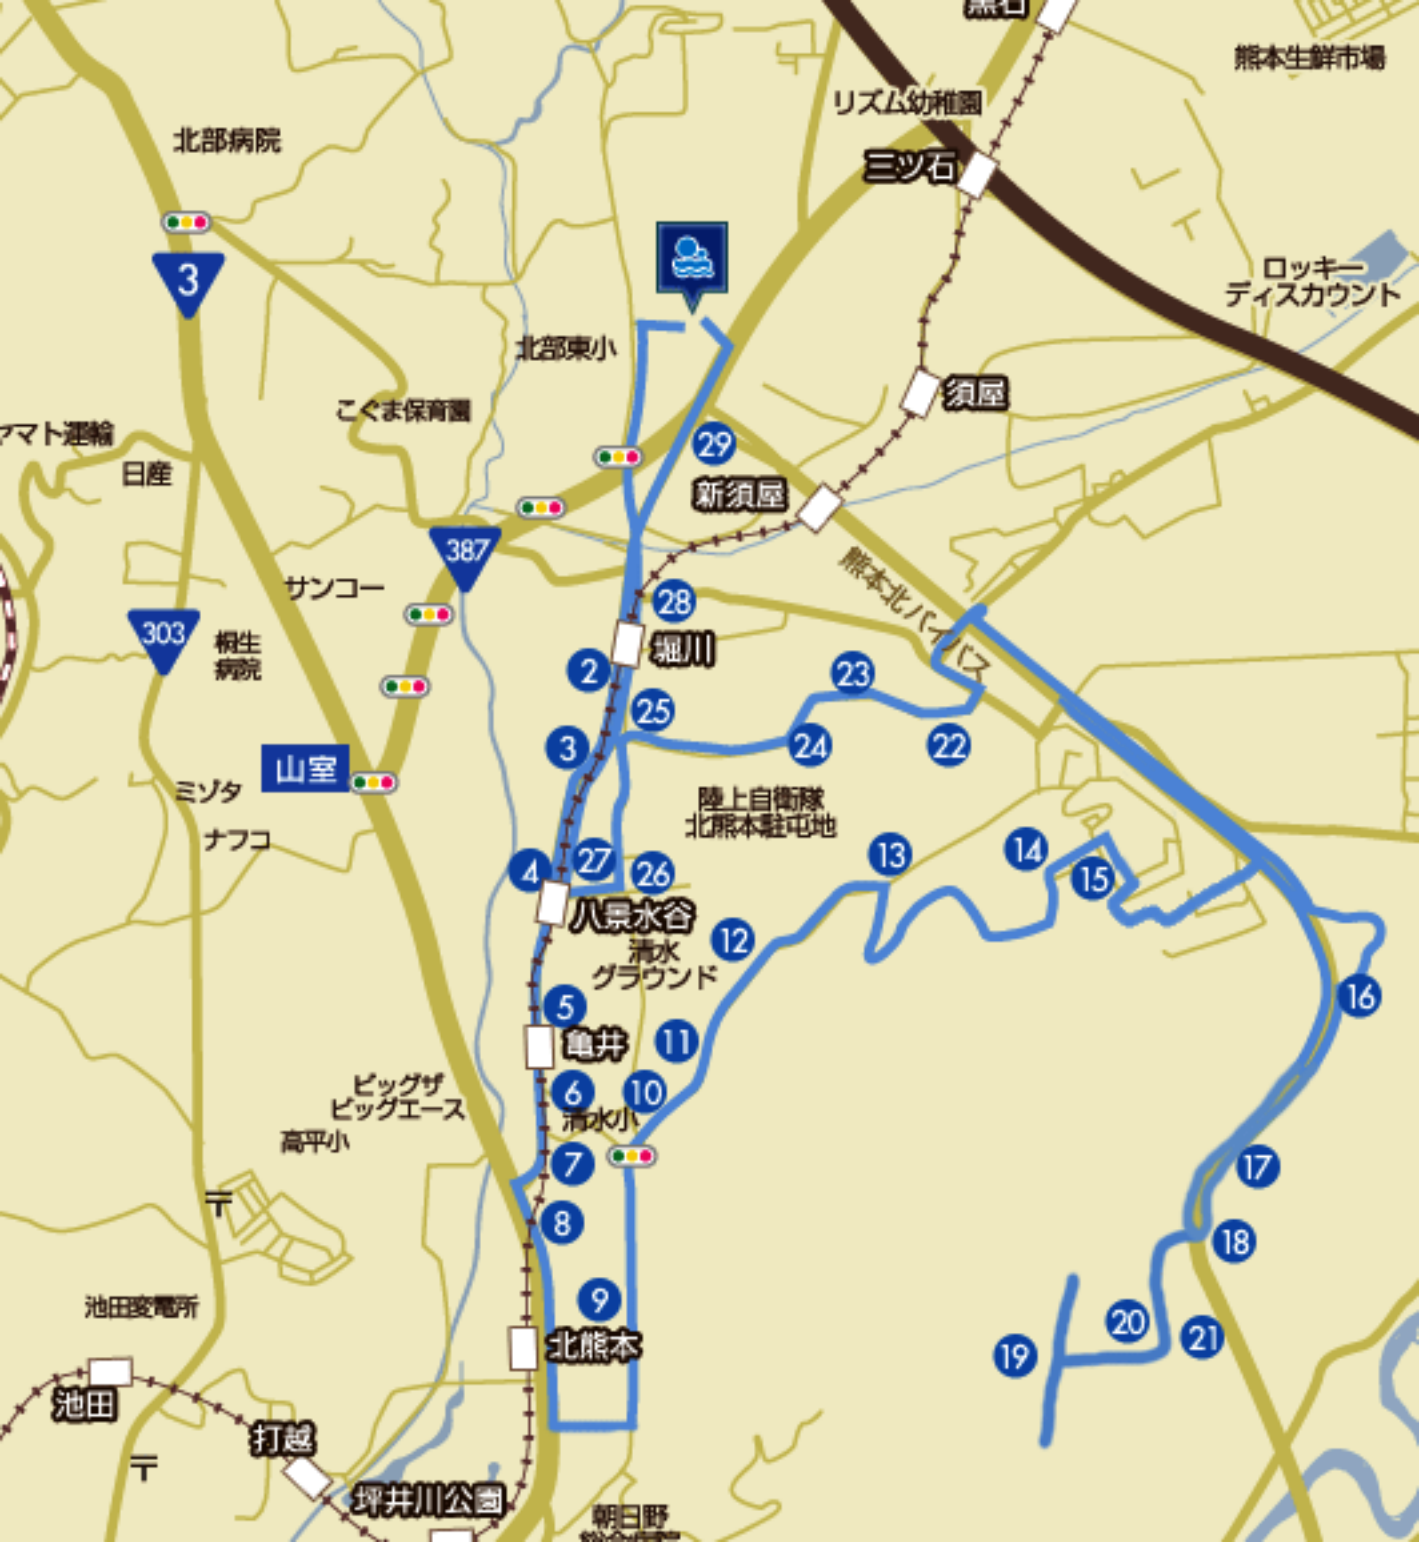 黒石
熊本生鮮市場
リズム幼稚園
北部病院
三ツ石
3
ロッキー
ディスカウント
北部東小
須屋
こぐま保育園
ヤマト運輸
29
日産
新須屋
387
熊本北バイパス
サンコー
28
303
桐生
病院
堀川
2
23
25
3
24
22
山室
ミゾタ
陸上自衛隊
北熊本駐屯地
ナフコ
13
14
4
27
26
15
八景水谷
12
清水
グラウンド
16
5
11
亀井
ビッグザ
ビッグエース
6
10
清水小
高平小
7
17
〒
8
18
9
池田変電所
20
21
北熊本
19
池田
打越
〒
坪井川公園
朝日野
総合病院